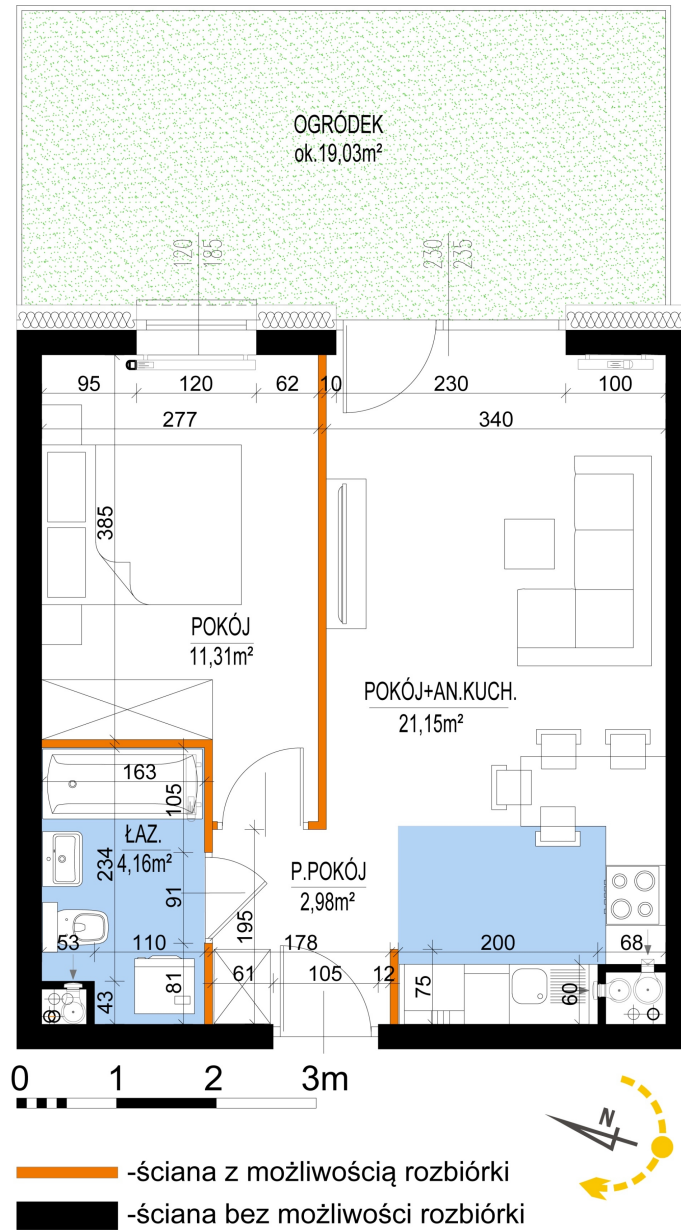 OGRÓDEK
ok.19,03m²
120
185
230
235
95
120
62
10
230
100
277
340
385
POKÓJ
11,31m²
POKÓJ+AN.KUCH.
21,15m²
163
105
ŁAZ.
4,16m²
234
91
P.POKÓJ
2,98m²
195
53
110
178
200
68
61
105
12
75
60
43
81
0 1 2 3m
N
-ściana z możliwością rozbiórki
-ściana bez możliwości rozbiórki